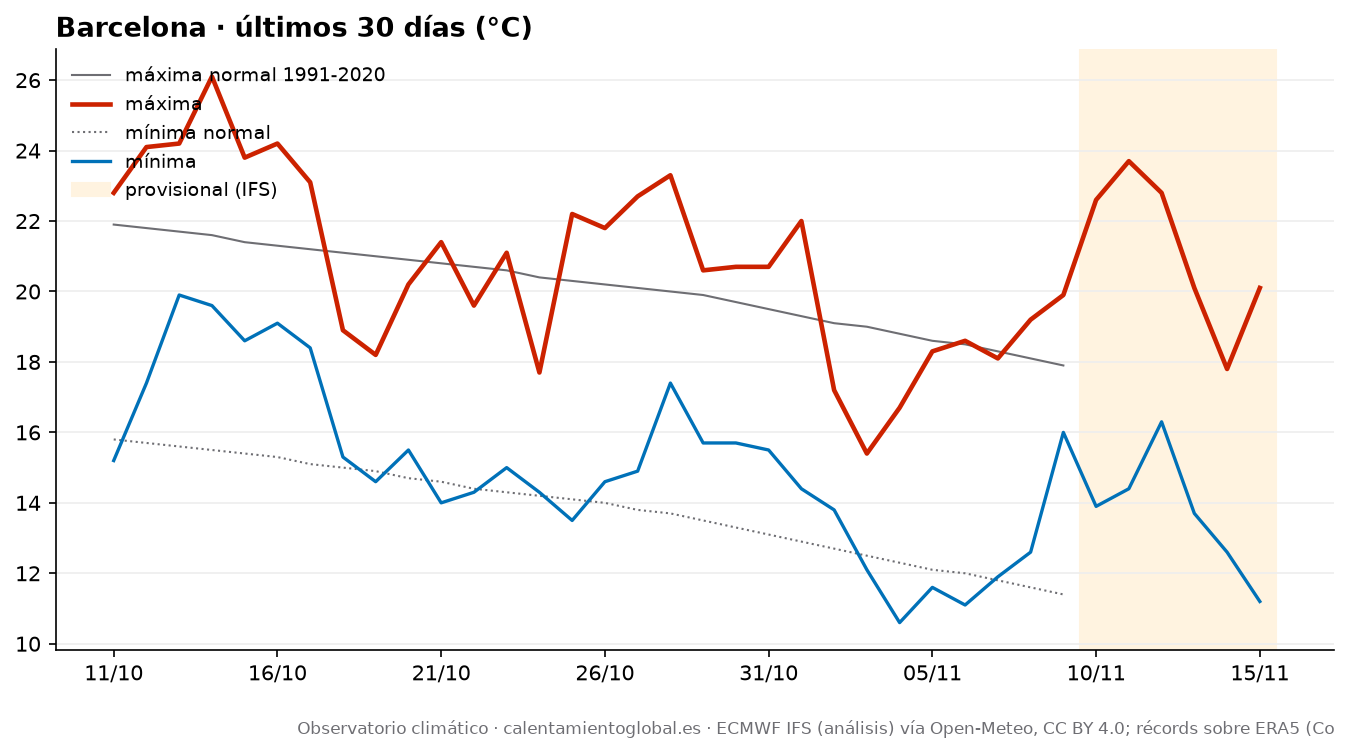 Barcelona · últimos 30 días (°C)
máxima normal 1991-2020
máxima
mínima normal
mínima
provisional (IFS)
26
24
22
20
18
16
14
12
10
11/10 16/10 21/10 26/10 31/10 05/11 10/11 15/11
Observatorio climático · calentamientoglobal.es · ECMWF IFS (análisis) vía Open-Meteo, CC BY 4.0; récords sobre ERA5 (Co